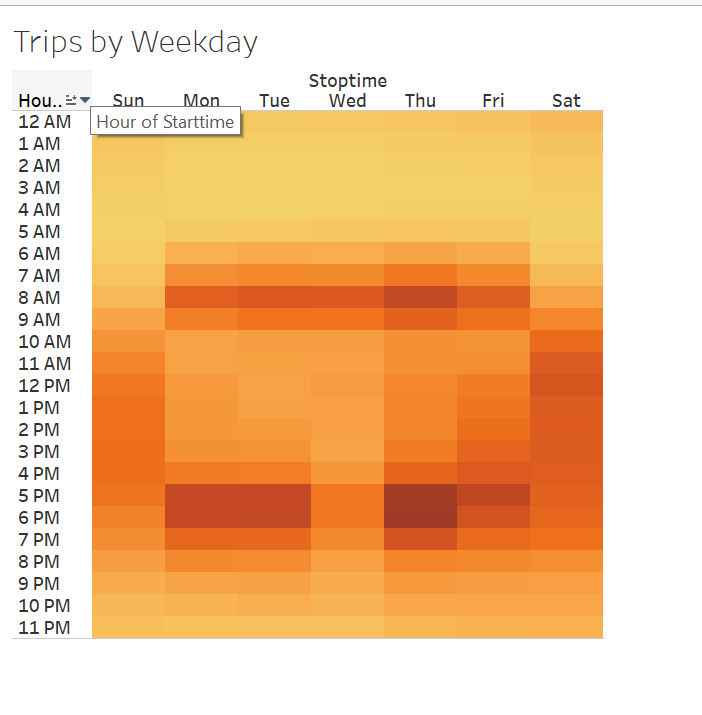 Trips by Weekday
Stoptime
Hou.. Sun Mon Tue Wed Thu Fri Sat
Hour of Starttime
12 AM
1 AM
2 AM
3 AM
4 AM
5 AM
6 AM
7 AM
8 AM
9 AM
10 AM
11 AM
12 PM
1 PM
2 PM
3 PM
4 PM
5 PM
6 PM
7 PM
8 PM
9 PM
10 PM
11 PM